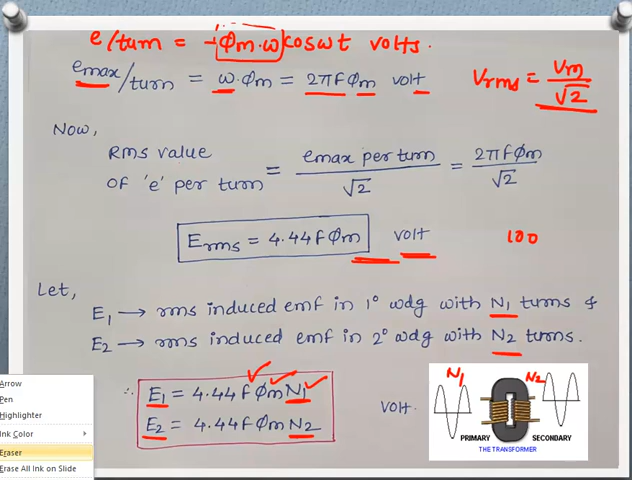 e/turn = -Φm.ω cosωt volts.
emax/turn = ω.Φm = 2πfΦm volt
Vrms = Vm/√2
Now,
RMS value of 'e' per turn = emax per turn/√2 = 2πfΦm/√2
Erms = 4.44fΦm volt
100
Let,
E₁ → rms induced emf in 1° wdg with N₁ turns &
E₂ → rms induced emf in 2° wdg with N₂ turns.
∴ E₁ = 4.44fΦmN₁
E₂ = 4.44fΦmN₂ volt.
N₁ N₂
PRIMARY SECONDARY
THE TRANSFORMER
Arrow
Pen
Highlighter
Ink Color
Eraser
Erase All Ink on Slide